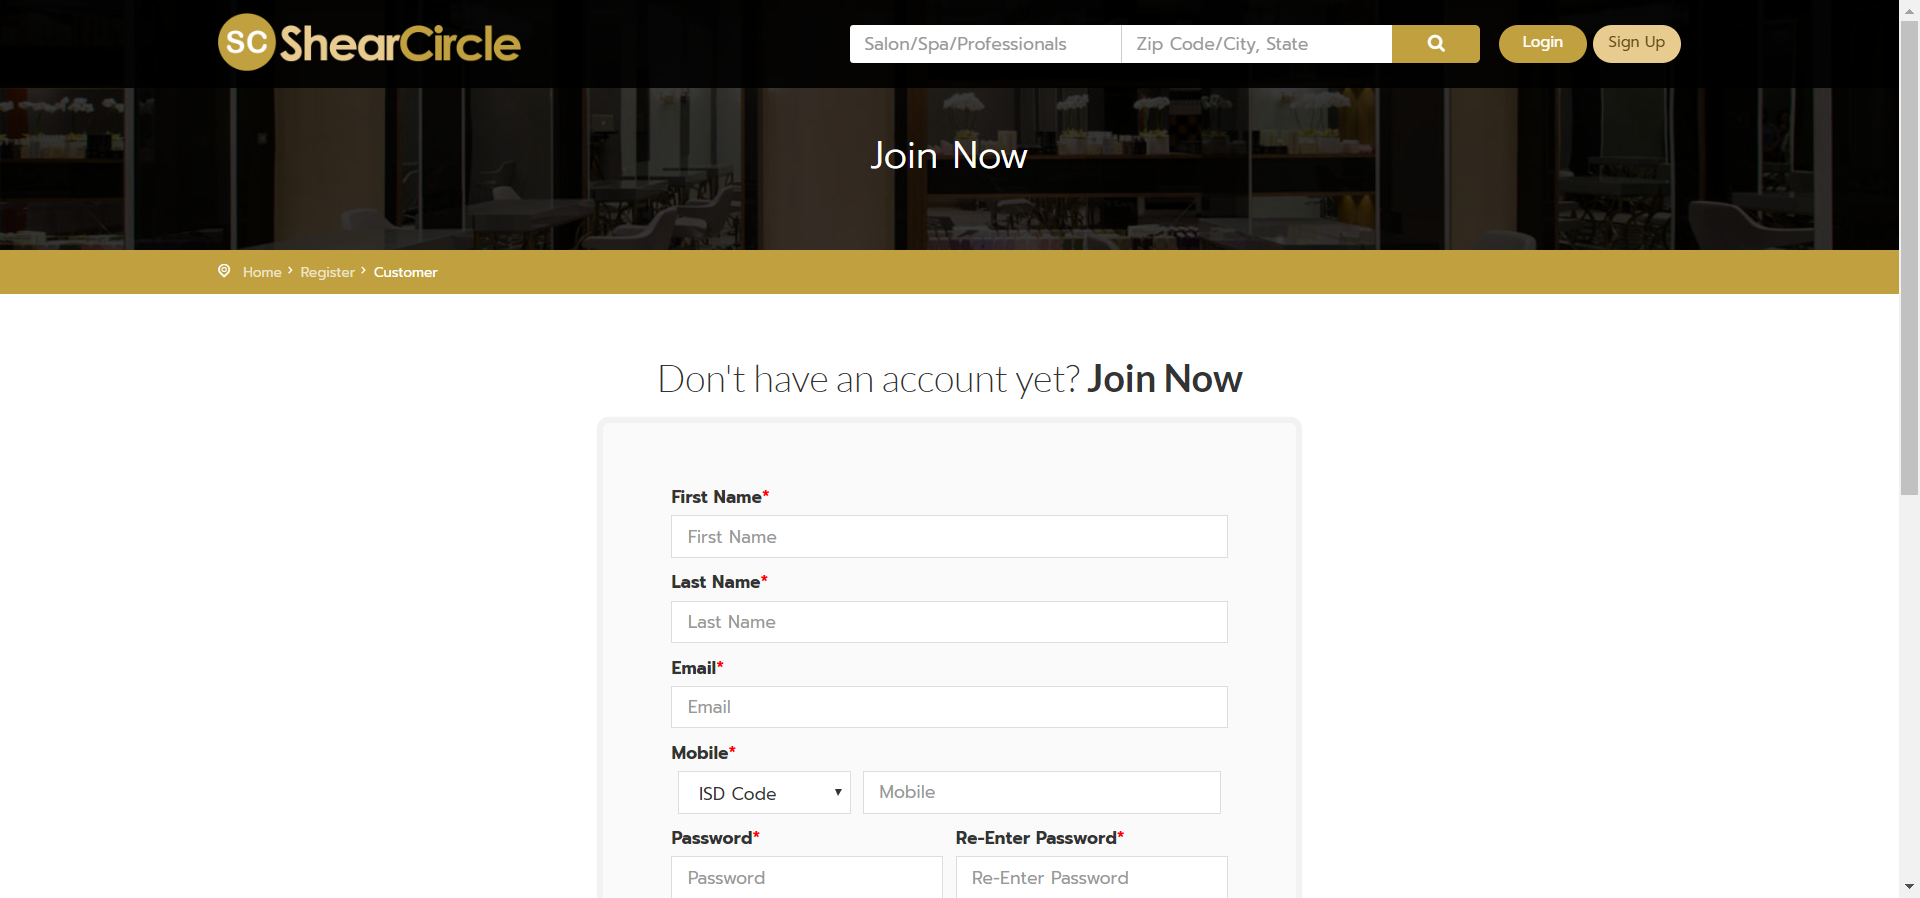 SC ShearCircle
Salon/Spa/Professionals
Zip Code/City, State
Login
Sign Up
Join Now
Home › Register › Customer
Don't have an account yet? Join Now
First Name*
First Name
Last Name*
Last Name
Email*
Email
Mobile*
ISD Code
Mobile
Password*
Re-Enter Password*
Password
Re-Enter Password